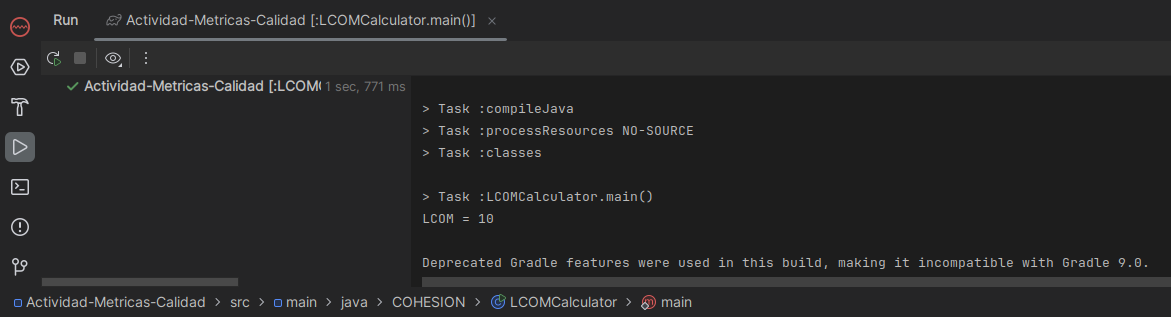 Run Actividad-Metricas-Calidad [:LCOMCalculator.main()]
Actividad-Metricas-Calidad [:LCOM 1 sec, 771 ms
> Task :compileJava
> Task :processResources NO-SOURCE
> Task :classes
> Task :LCOMCalculator.main()
LCOM = 10
Deprecated Gradle features were used in this build, making it incompatible with Gradle 9.0.
Actividad-Metricas-Calidad > src > main > java > COHESION > LCOMCalculator > main